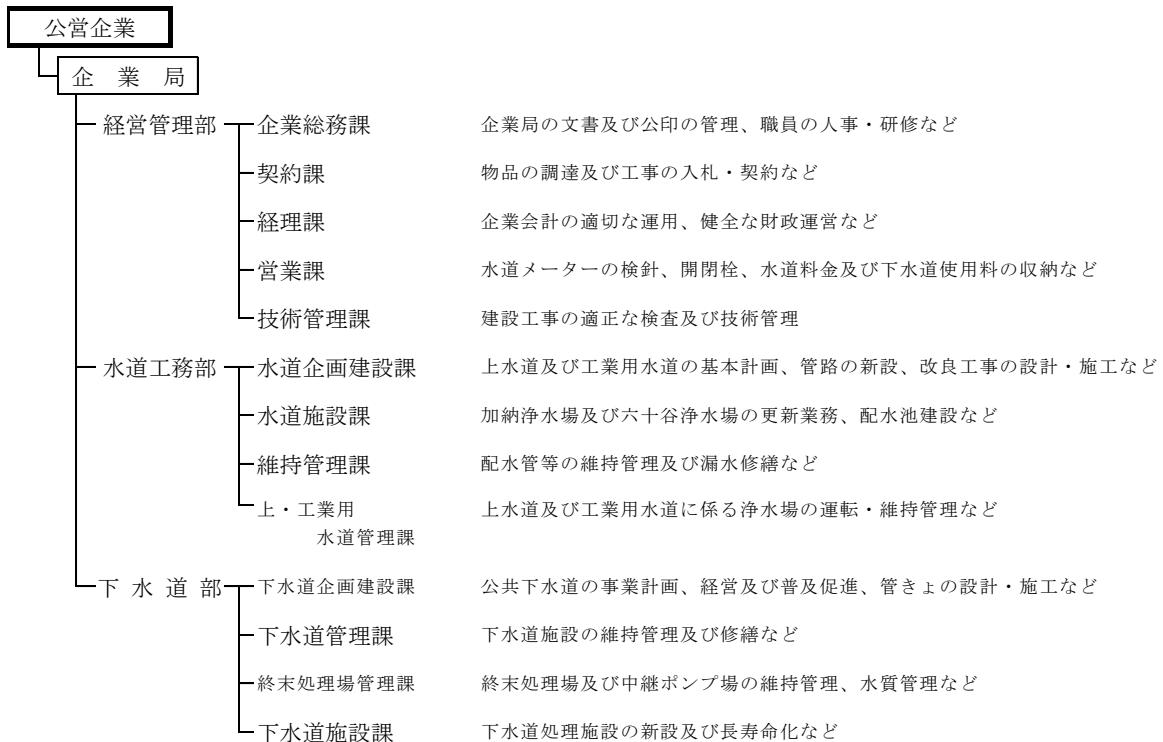 公営企業
企業局
経営管理部 企業総務課 企業局の文書及び公印の管理、職員の人事・研修など
契約課 物品の調達及び工事の入札・契約など
経理課 企業会計の適切な運用、健全な財政運営など
営業課 水道メーターの検針、開閉栓、水道料金及び下水道使用料の収納など
技術管理課 建設工事の適正な検査及び技術管理
水道工務部 水道企画建設課 上水道及び工業用水道の基本計画、管路の新設、改良工事の設計・施工など
水道施設課 加納浄水場及び六十谷浄水場の更新業務、配水池建設など
維持管理課 配水管等の維持管理及び漏水修繕など
上・工業用 上水道及び工業用水道に係る浄水場の運転・維持管理など
水道管理課
下水道部 下水道企画建設課 公共下水道の事業計画、経営及び普及促進、管きょの設計・施工など
下水道管理課 下水道施設の維持管理及び修繕など
終末処理場管理課 終末処理場及び中継ポンプ場の維持管理、水質管理など
下水道施設課 下水道処理施設の新設及び長寿命化など